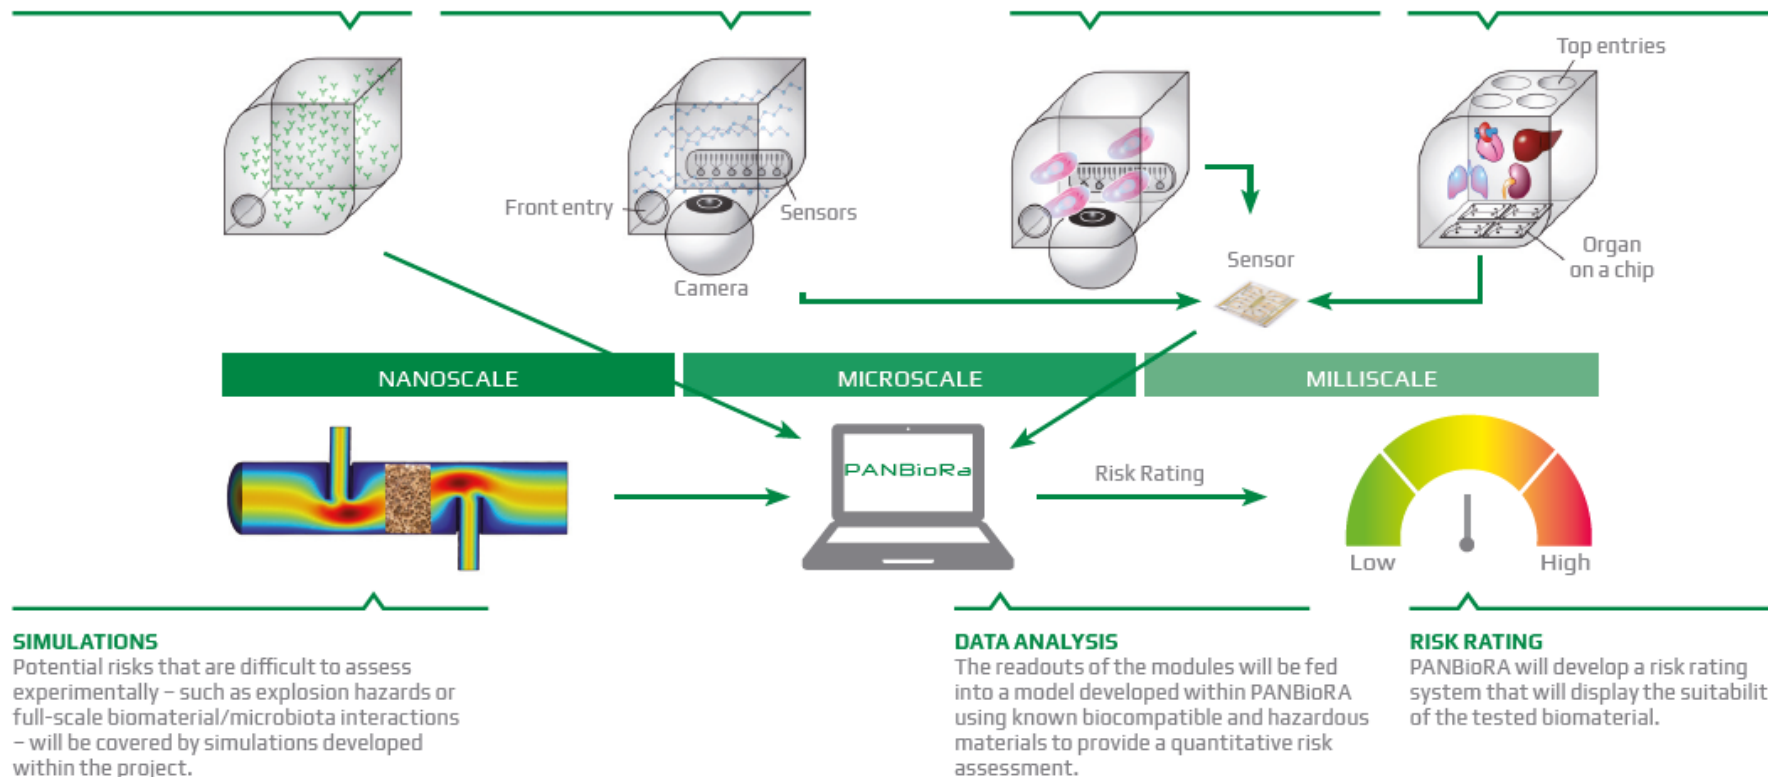 Top entries
Front entry
Sensors
Camera
Sensor
Organ
on a chip
NANOSCALE
MICROSCALE
MILLISCALE
PANBioRa
Risk Rating
Low
High
SIMULATIONS
Potential risks that are difficult to assess
experimentally – such as explosion hazards or
full-scale biomaterial/microbiota interactions
– will be covered by simulations developed
within the project.
DATA ANALYSIS
The readouts of the modules will be fed
into a model developed within PANBioRA
using known biocompatible and hazardous
materials to provide a quantitative risk
assessment.
RISK RATING
PANBioRA will develop a risk rating
system that will display the suitabilit
of the tested biomaterial.